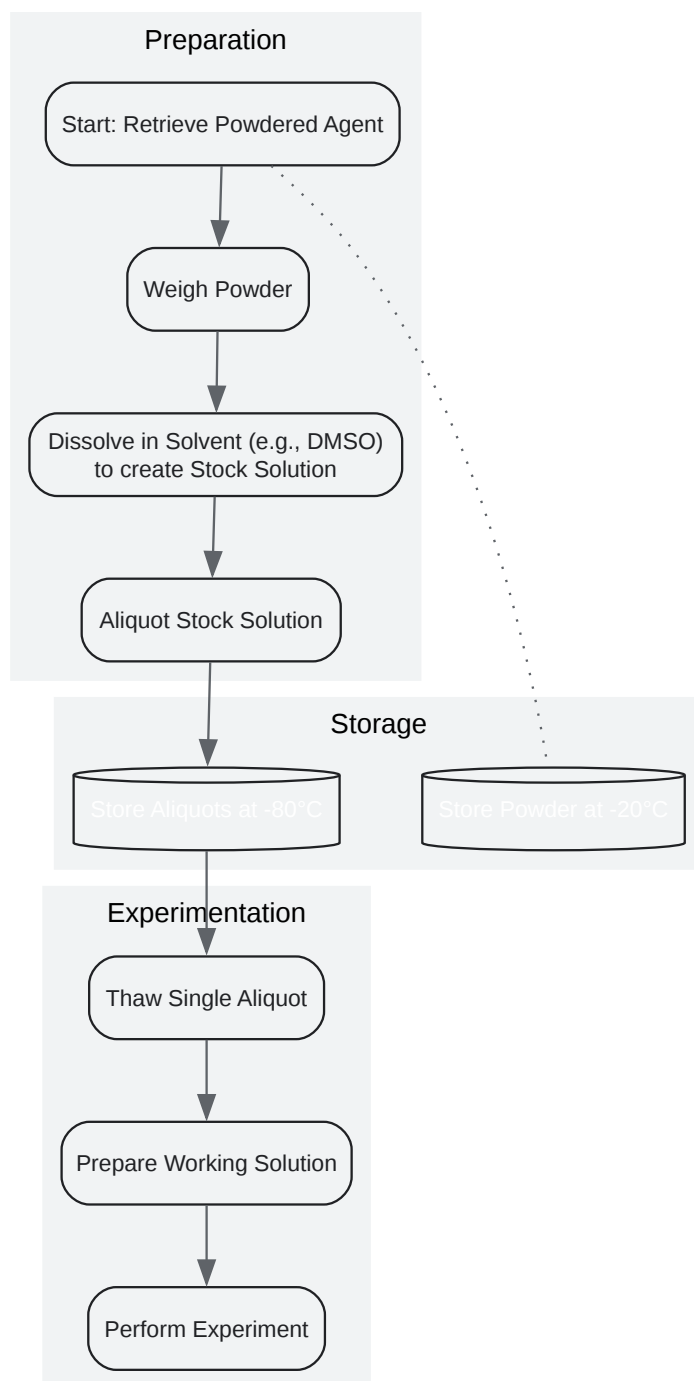 Preparation
Start: Retrieve Powdered Agent
Weigh Powder
Dissolve in Solvent (e.g., DMSO)
to create Stock Solution
Aliquot Stock Solution
Storage
Store Aliquots at -80°C
Store Powder at -20°C
Experimentation
Thaw Single Aliquot
Prepare Working Solution
Perform Experiment